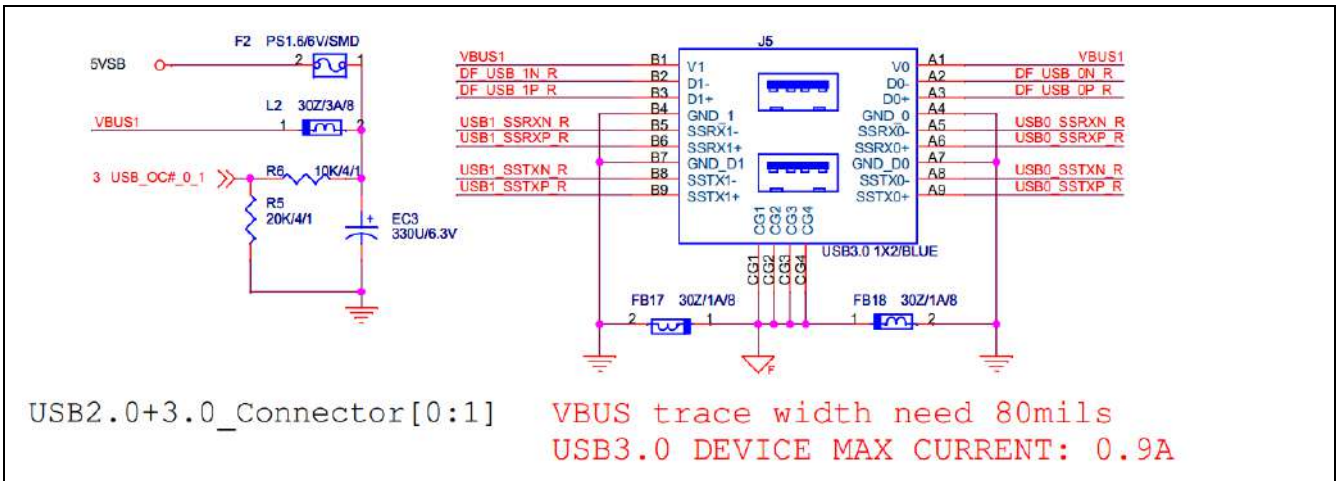 F2 PS1.6/6V/SMD
5VSB
2
1
L2 30Z/3A/8
VBUS1
1
2
3 USB_OC#_0_1
R6 10K/4/1
R5
20K/4/1
+
EC3
330U/6.3V
J5
VBUS1 B1 V1 V0 A1 VBUS1
DF_USB_1N_R B2 D1- D0- A2 DF_USB_0N_R
DF_USB_1P_R B3 D1+ D0+ A3 DF_USB_0P_R
B4 GND_1 GND_0 A4
USB1_SSRXN_R B5 SSRX1- SSRX0- A5 USB0_SSRXN_R
USB1_SSRXP_R B6 SSRX1+ SSRX0+ A6 USB0_SSRXP_R
B7 GND_D1 GND_D0 A7
USB1_SSTXN_R B8 SSTX1- SSTX0- A8 USB0_SSTXN_R
USB1_SSTXP_R B9 SSTX1+ SSTX0+ A9 USB0_SSTXP_R
CG1 CG2 CG3 CG4
USB3.0 1X2/BLUE
CG1 CG2 CG3 CG4
FB17 30Z/1A/8
2 1
FB18 30Z/1A/8
1 2
F
USB2.0+3.0_Connector[0:1]
VBUS trace width need 80mils
USB3.0 DEVICE MAX CURRENT: 0.9A